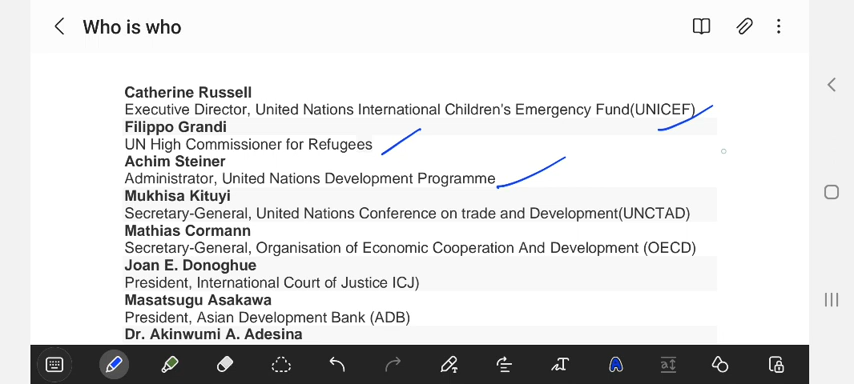 Who is who
Catherine Russell
Executive Director, United Nations International Children's Emergency Fund(UNICEF)
Filippo Grandi
UN High Commissioner for Refugees
Achim Steiner
Administrator, United Nations Development Programme
Mukhisa Kituyi
Secretary-General, United Nations Conference on trade and Development(UNCTAD)
Mathias Cormann
Secretary-General, Organisation of Economic Cooperation And Development (OECD)
Joan E. Donoghue
President, International Court of Justice ICJ)
Masatsugu Asakawa
President, Asian Development Bank (ADB)
Dr. Akinwumi A. Adesina